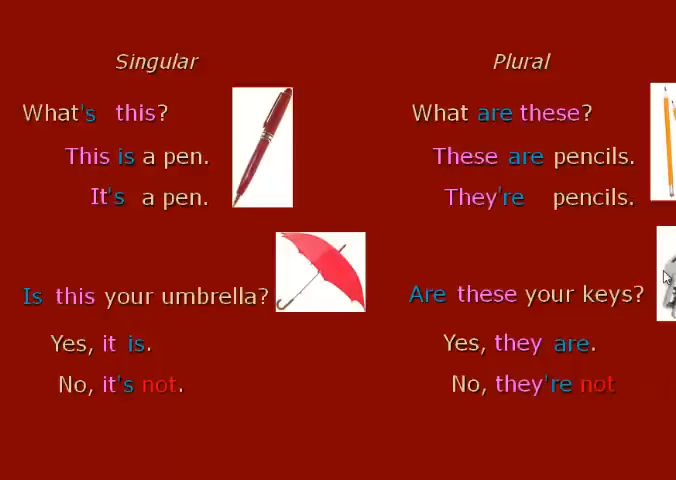 Singular
What's this?
This is a pen.
It's a pen.
Is this your umbrella?
Yes, it is.
No, it's not.
Plural
What are these?
These are pencils.
They're pencils.
Are these your keys?
Yes, they are.
No, they're not